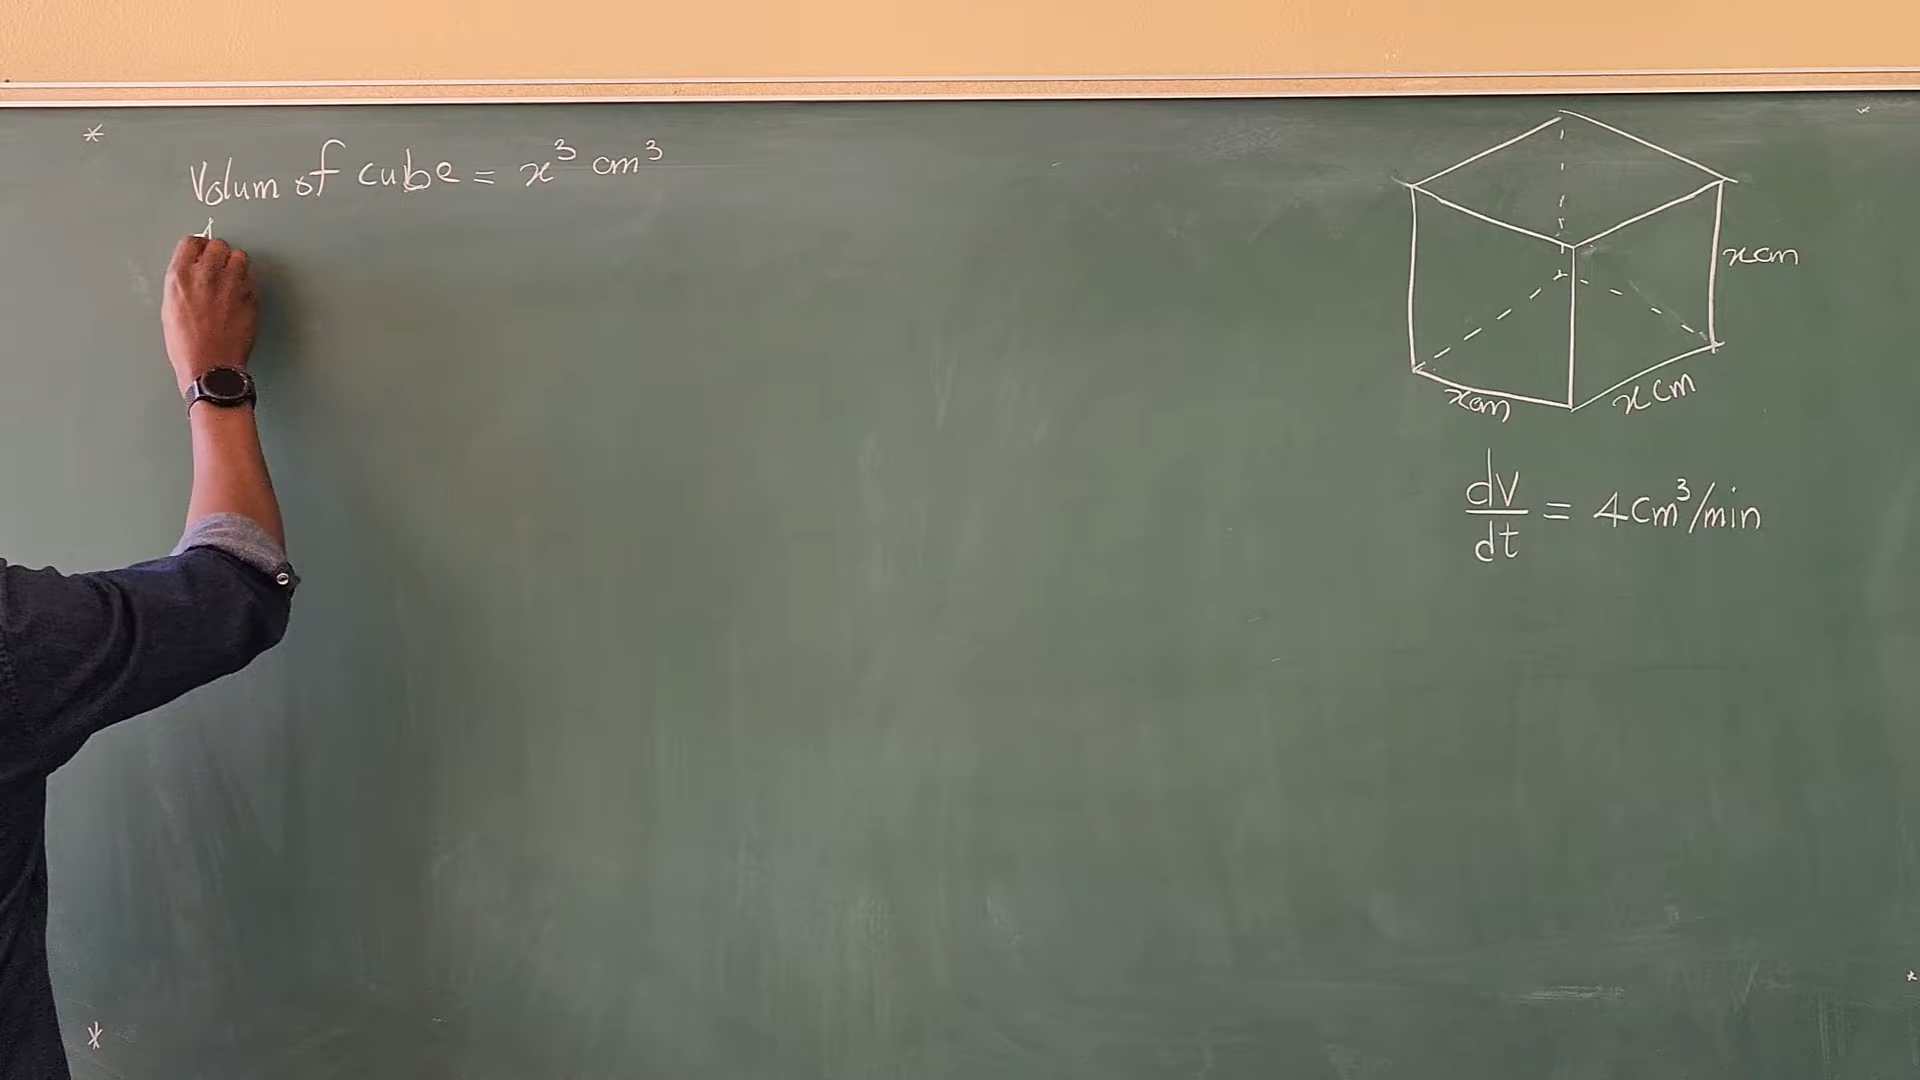 Volum of cube = x³ cm³
x cm
x cm
x cm
dV/dt = 4 cm³/min